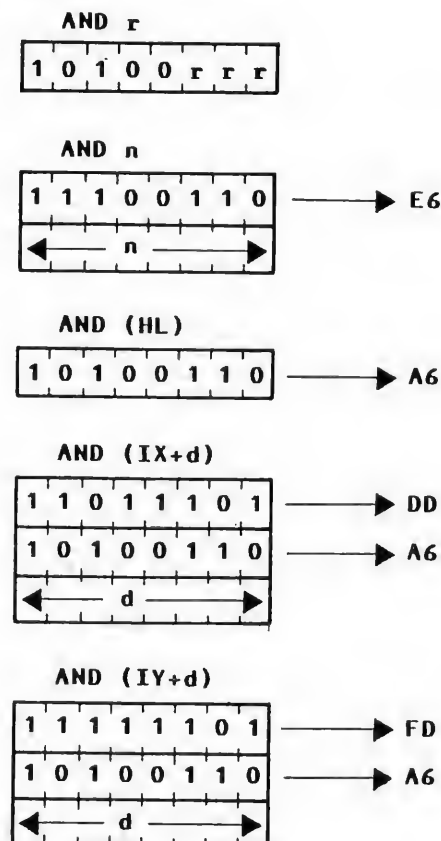 AND r
1 0 1 0 0 r r r
AND n
1 1 1 0 0 1 1 0 E6
n
AND (HL)
1 0 1 0 0 1 1 0 A6
AND (IX+d)
1 1 0 1 1 1 0 1 DD
1 0 1 0 0 1 1 0 A6
d
AND (IY+d)
1 1 1 1 1 1 0 1 FD
1 0 1 0 0 1 1 0 A6
d